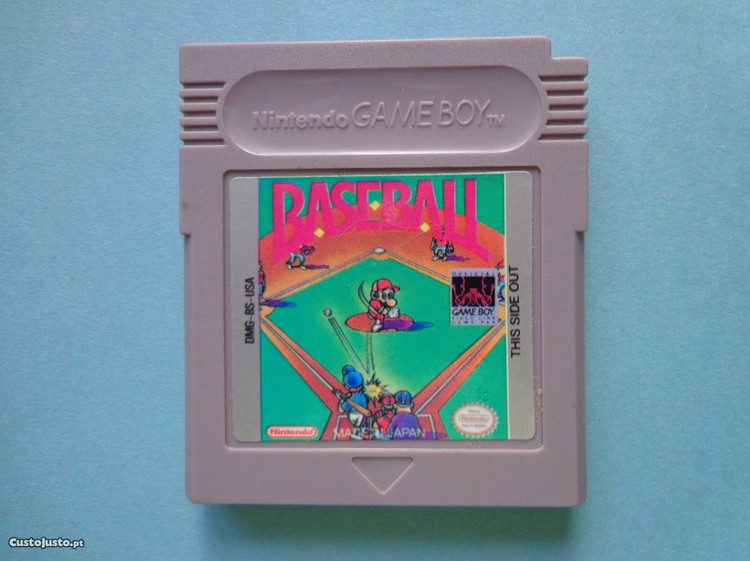 Nintendo GAME BOY TM
BASEBALL
DMG-BS-USA
OFFICIAL
GAME BOY
THIS SIDE OUT
Nintendo
MADE IN JAPAN
Nintendo
CustoJusto.pt